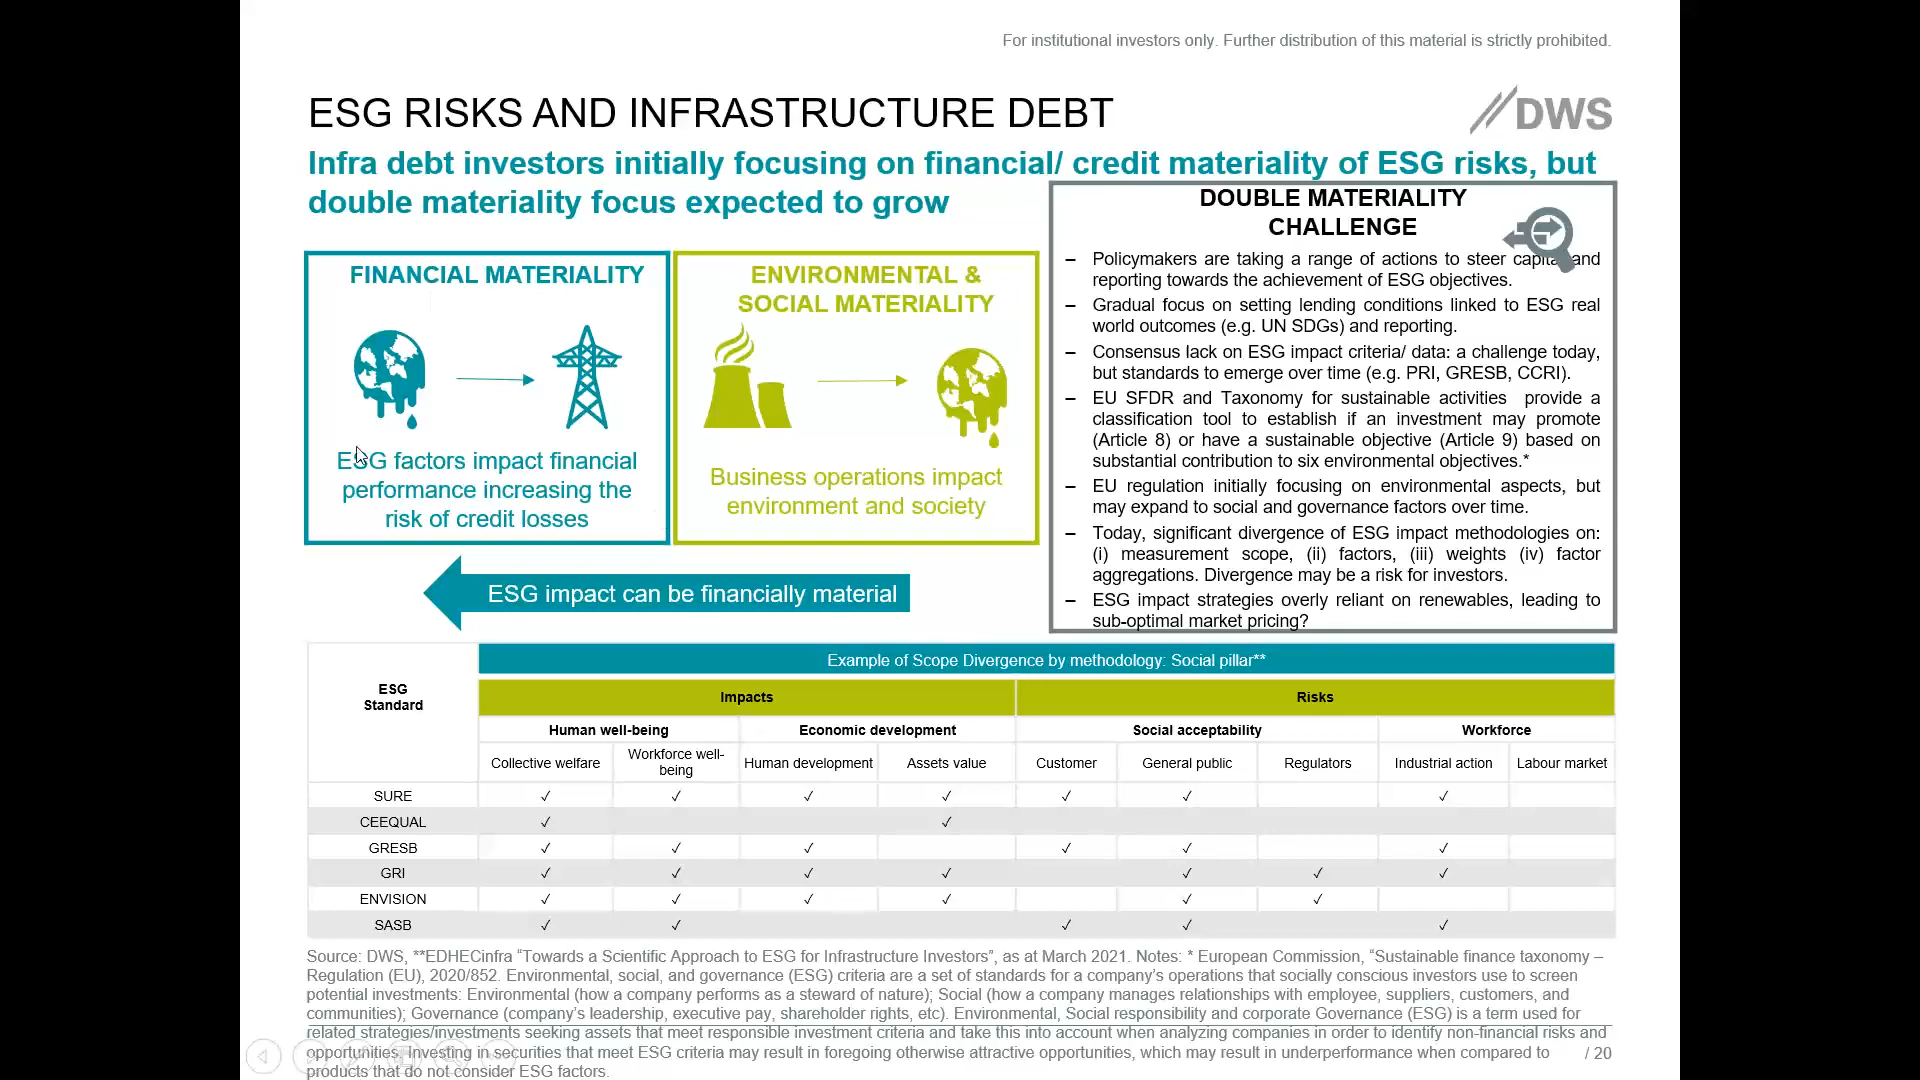 For institutional investors only. Further distribution of this material is strictly prohibited.
ESG RISKS AND INFRASTRUCTURE DEBT
DWS
Infra debt investors initially focusing on financial/ credit materiality of ESG risks, but
double materiality focus expected to grow
FINANCIAL MATERIALITY
ESG factors impact financial
performance increasing the
risk of credit losses
ENVIRONMENTAL &
SOCIAL MATERIALITY
Business operations impact
environment and society
ESG impact can be financially material
DOUBLE MATERIALITY
CHALLENGE
– Policymakers are taking a range of actions to steer capital and
reporting towards the achievement of ESG objectives.
– Gradual focus on setting lending conditions linked to ESG real
world outcomes (e.g. UN SDGs) and reporting.
– Consensus lack on ESG impact criteria/ data: a challenge today,
but standards to emerge over time (e.g. PRI, GRESB, CCRI).
– EU SFDR and Taxonomy for sustainable activities provide a
classification tool to establish if an investment may promote
(Article 8) or have a sustainable objective (Article 9) based on
substantial contribution to six environmental objectives.*
– EU regulation initially focusing on environmental aspects, but
may expand to social and governance factors over time.
– Today, significant divergence of ESG impact methodologies on:
(i) measurement scope, (ii) factors, (iii) weights (iv) factor
aggregations. Divergence may be a risk for investors.
– ESG impact strategies overly reliant on renewables, leading to
sub-optimal market pricing?
ESG
Standard
Example of Scope Divergence by methodology: Social pillar**
Impacts Risks
Human well-being Economic development Social acceptability Workforce
Collective welfare Workforce well-being Human development Assets value Customer General public Regulators Industrial action Labour market
SURE ✓ ✓ ✓ ✓ ✓ ✓ ✓
CEEQUAL ✓ ✓
GRESB ✓ ✓ ✓ ✓ ✓ ✓
GRI ✓ ✓ ✓ ✓ ✓ ✓ ✓
ENVISION ✓ ✓ ✓ ✓ ✓ ✓
SASB ✓ ✓ ✓ ✓ ✓
Source: DWS, **EDHECinfra “Towards a Scientific Approach to ESG for Infrastructure Investors”, as at March 2021. Notes: * European Commission, “Sustainable finance taxonomy –
Regulation (EU), 2020/852. Environmental, social, and governance (ESG) criteria are a set of standards for a company’s operations that socially conscious investors use to screen
potential investments: Environmental (how a company performs as a steward of nature); Social (how a company manages relationships with employee, suppliers, customers, and
communities); Governance (company’s leadership, executive pay, shareholder rights, etc). Environmental, Social responsibility and corporate Governance (ESG) is a term used for
related strategies/investments seeking assets that meet responsible investment criteria and take this into account when analyzing companies in order to identify non-financial risks and
opportunities. Investing in securities that meet ESG criteria may result in foregoing otherwise attractive opportunities, which may result in underperformance when compared to
products that do not consider ESG factors.
/ 20